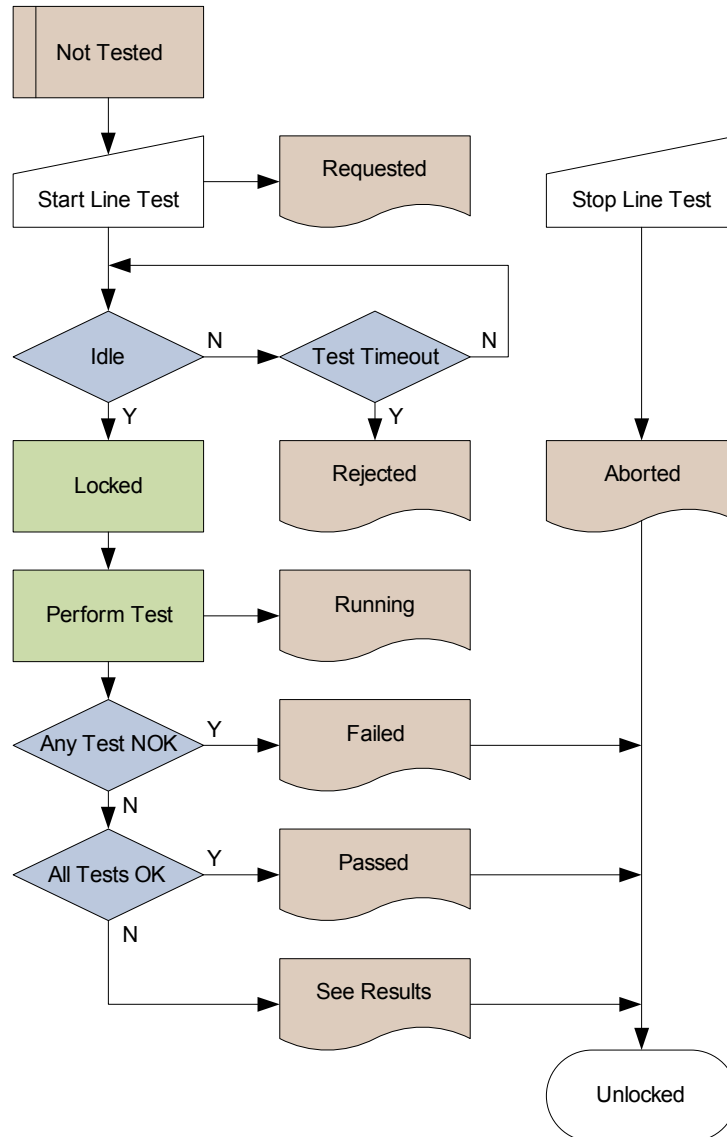 Not Tested
Start Line Test
Requested
Stop Line Test
Idle
N
Test Timeout
N
Y
Y
Locked
Rejected
Aborted
Perform Test
Running
Any Test NOK
Y
Failed
N
All Tests OK
Y
Passed
N
See Results
Unlocked